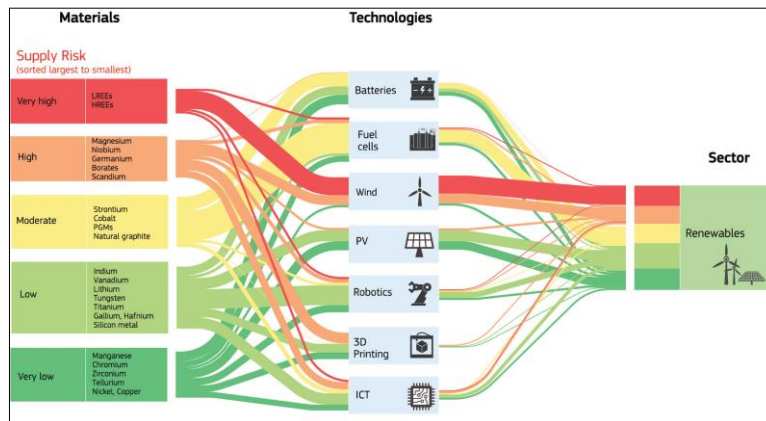 Materials
Technologies
Supply Risk
(sorted largest to smallest)
Very high
LREEs
HREEs
High
Magnesium
Niobium
Germanium
Borates
Scandium
Moderate
Strontium
Cobalt
PGMs
Natural graphite
Low
Indium
Vanadium
Lithium
Tungsten
Titanium
Gallium, Hafnium
Silicon metal
Very low
Manganese
Chromium
Zirconium
Tellurium
Nickel, Copper
Batteries
Fuel
cells
Wind
PV
Robotics
3D
Printing
ICT
Sector
Renewables